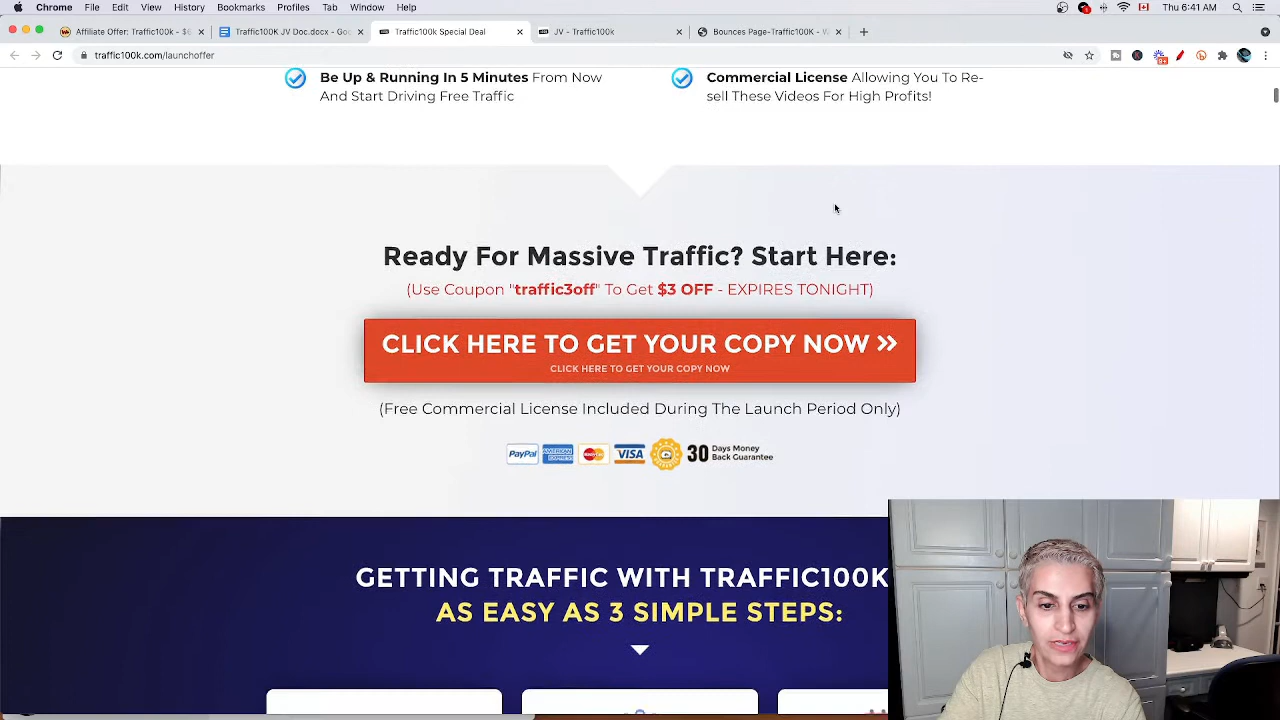 Chrome File Edit View History Bookmarks Profiles Tab Window Help Thu 6:41 AM
Affiliate Offer: Traffic100k - $6 Traffic100K JV Doc.docx - Goo Traffic100k Special Deal JV - Traffic100k Bounces Page-Traffic100K - W
traffic100k.com/launchoffer
Be Up & Running In 5 Minutes From Now
And Start Driving Free Traffic
Commercial License Allowing You To Re-
sell These Videos For High Profits!
Ready For Massive Traffic? Start Here:
(Use Coupon "traffic3off" To Get $3 OFF - EXPIRES TONIGHT)
CLICK HERE TO GET YOUR COPY NOW »
CLICK HERE TO GET YOUR COPY NOW
(Free Commercial License Included During The Launch Period Only)
PayPal AMERICAN EXPRESS MasterCard VISA 30 Days Money
Back Guarantee
GETTING TRAFFIC WITH TRAFFIC100K
AS EASY AS 3 SIMPLE STEPS: